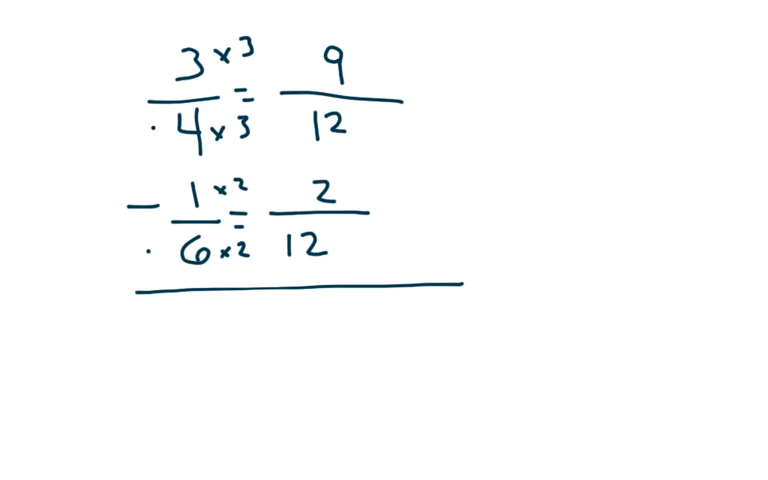 3 x 3 = 9
. 4 x 3 12
- 1 x 2 = 2
. 6 x 2 12